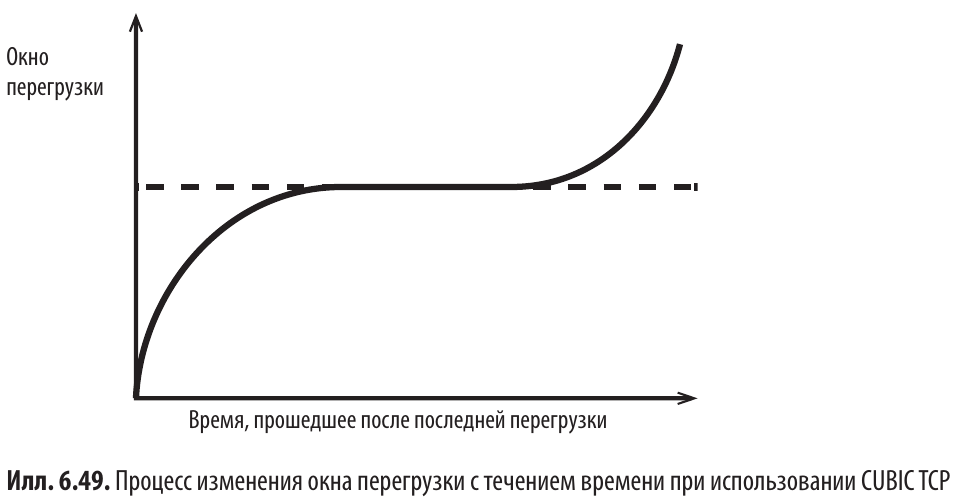 Окно
перегрузки
Время, прошедшее после последней перегрузки
Илл. 6.49. Процесс изменения окна перегрузки с течением времени при использовании CUBIC TCP